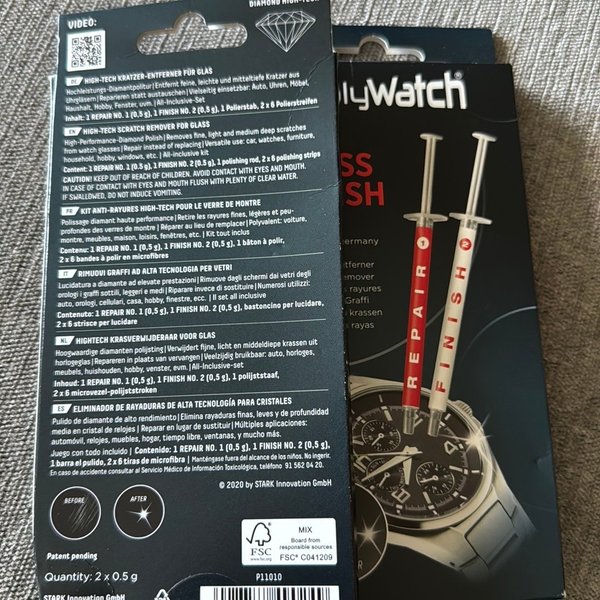 VIDEO:
DIAMOND HIGH-TECH
DE HIGH-TECH KRATZER-ENTFERNER FÜR GLAS
Hochleistungs-Diamantpolitur | Entfernt feine, leichte und mitteltiefe Kratzer aus
Uhrgläsern | Reparieren statt austauschen | Vielseitig einsetzbar: Auto, Uhren, Möbel,
Haushalt, Hobby, Fenster, uvm. | All-Inclusive-Set
Inhalt: 1 REPAIR NO. 1 (0,5 g), 1 FINISH NO. 2 (0,5 g), 1 Polierstab, 2 x 6 Polierstreifen
EN HIGH-TECH SCRATCH REMOVER FOR GLASS
High-Performance-Diamond Polish | Removes fine, light and medium deep scratches
from watch glasses | Repair instead of replacing | Versatile use: car, watches, furniture,
household, hobby, windows, etc. | All-inclusive kit
Content: 1 REPAIR NO. 1 (0,5 g), 1 FINISH NO. 2 (0,5 g), 1 polishing rod, 2 x 6 polishing strips
CAUTION! KEEP OUT OF REACH OF CHILDREN. AVOID CONTACT WITH EYES AND MOUTH.
IN CASE OF CONTACT WITH EYES AND MOUTH FLUSH WITH PLENTY OF CLEAR WATER.
IF SWALLOWED, DO NOT INDUCE VOMITING.
FR KIT ANTI-RAYURES HIGH-TECH POUR LE VERRE DE MONTRE
Polissage diamant haute performance | Retire les rayures fines, légères et peu-
profondes des verres de montre | Réparer au lieu de remplacer | Polyvalent: voiture,
montre, meubles, maison, loisirs, fenêtres, etc. | Kit tout inclus
Contenu: 1 REPAIR NO. 1 (0,5 g), 1 FINISH NO. 2 (0,5 g), 1 bâton à polir,
2 x 6 bandes à polir en microfibres
IT RIMUOVI GRAFFI AD ALTA TECNOLOGIA PER VETRI
Lucidatura a diamante ad elevate prestazioni | Rimuove dagli schermi dai vetri degli
orologi i graffi sottili, leggeri e medi | Riparare invece di sostituire | Numerosi utilizzi:
auto, orologi, cellulari, casa, hobby, finestre, ecc. | Il set all inclusive
Contenuto: 1 REPAIR NO. 1 (0,5 g), 1 FINISH NO. 2 (0,5 g), bastoncino per lucidare,
2 x 6 strisce per lucidare
NL HIGHTECH KRASVERWIJDERAAR VOOR GLAS
Hoogwaardige diamanten polijsting | Verwijdert fijne, licht en middeldiepe krassen uit
horlogeglas | Repareren in plaats van vervangen | Veelzijdig bruikbaar: auto, horloges,
meubels, huishouden, hobby, venster, evm. | All-Inclusive-Set
Inhoud: 1 REPAIR NO. 1 (0,5 g), 1 FINISH NO. 2 (0,5 g), 1 polijststaaf,
2 x 6 microvezel-polijststroken
ES ELIMINADOR DE RAYADURAS DE ALTA TECNOLOGÍA PARA CRISTALES
Pulido de diamante de alto rendimiento | Elimina rayaduras finas, leves y de profundidad
media en cristal de relojes | Reparar en lugar de sustituir | Múltiples aplicaciones:
automóvil, relojes, muebles, hogar, tiempo libre, ventanas, y mucho más.
Juego con todo incluido | Contenido: 1 REPAIR NO. 1 (0,5 g), 1 FINISH NO. 2 (0,5 g),
1 barra el pulido, 2 x 6 tiras de microfibra | Manténgase fuera del alcance de los niños. No ingerir.
En caso de accidente consultar al Servicio Médico de Información Toxicológica, teléfono 91 562 04 20.
© 2020 by STARK Innovation GmbH
BEFORE
AFTER
Patent pending
Quantity: 2 x 0.5 g
STARK Innovation GmbH
FSC
www.fsc.org
MIX
Board from
responsible sources
FSC® C041209
P11010
olyWatch®
SS
SH
ermany
tferner
mover
rayures
Graffi
krassen
rayas
REPAIR 1
FINISH 2